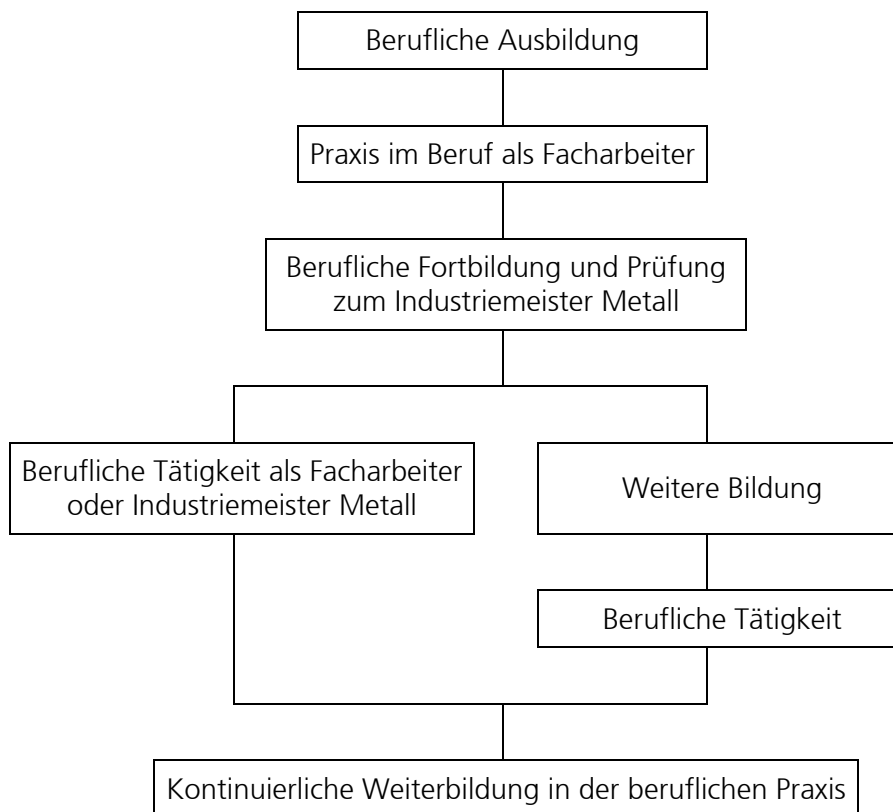 Berufliche Ausbildung
Praxis im Beruf als Facharbeiter
Berufliche Fortbildung und Prüfung
zum Industriemeister Metall
Berufliche Tätigkeit als Facharbeiter
oder Industriemeister Metall
Weitere Bildung
Berufliche Tätigkeit
Kontinuierliche Weiterbildung in der beruflichen Praxis